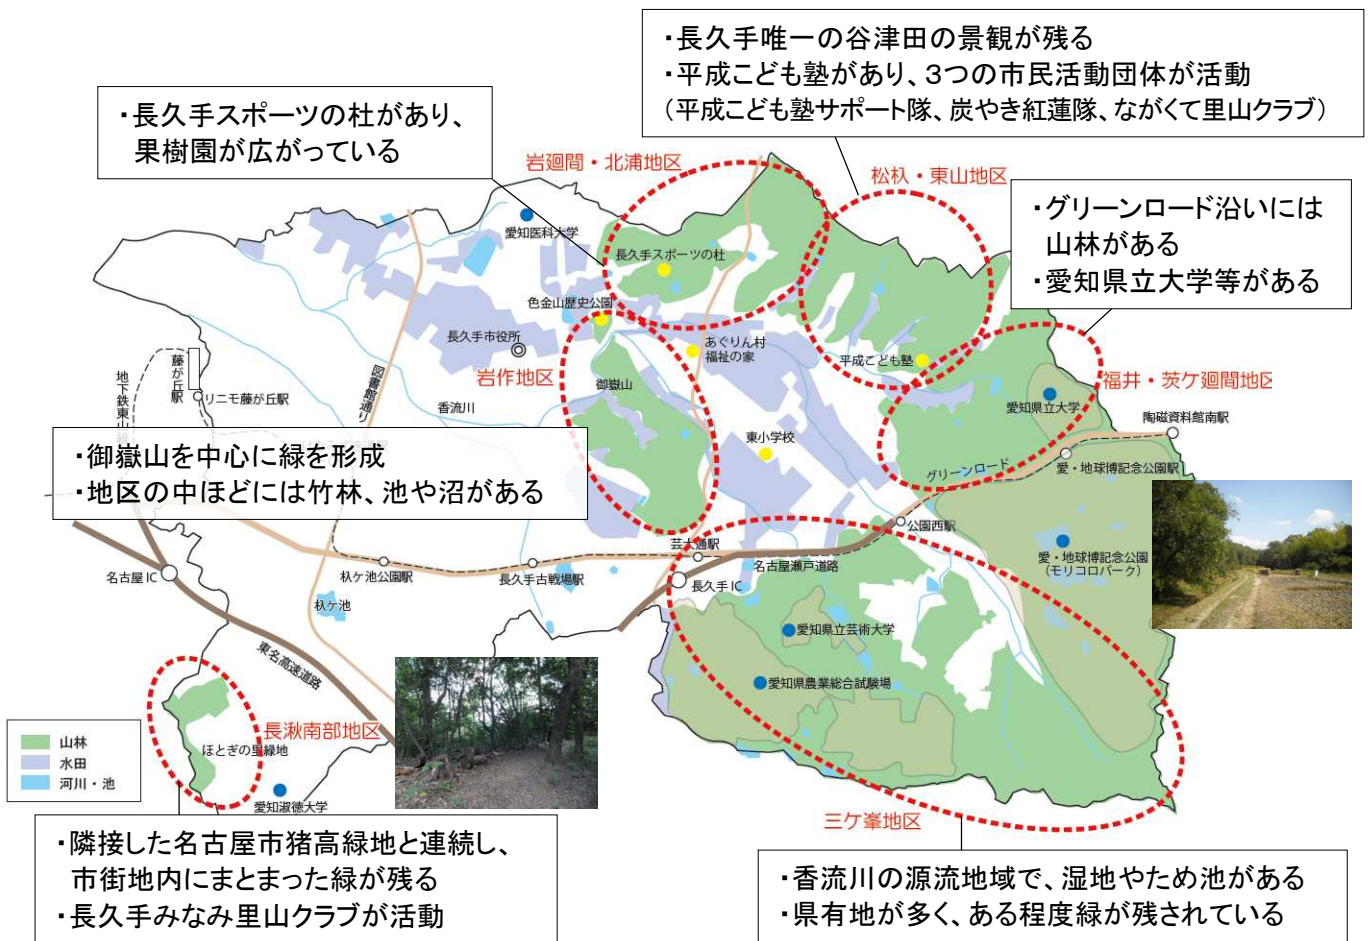 ・長久手唯一の谷津田の景観が残る
・平成こども塾があり、3つの市民活動団体が活動
（平成こども塾サポート隊、炭やき紅蓮隊、ながくて里山クラブ）
・長久手スポーツの杜があり、
果樹園が広がっている
岩廻間・北浦地区
松杁・東山地区
・グリーンロード沿いには
山林がある
・愛知県立大学等がある
愛知医科大学
長久手スポーツの杜
色金山歴史公園
長久手市役所
あぐりん村
福祉の家
平成こども塾
岩作地区
御嶽山
福井・茨ケ廻間地区
愛知県立大学
陶磁資料館南駅
藤が丘駅
地下鉄東山
リニモ藤が丘駅
図書館通り
香流川
東小学校
グリーンロード
愛・地球博記念公園駅
・御嶽山を中心に緑を形成
・地区の中ほどには竹林、池や沼がある
公園西駅
芸大通駅
名古屋瀬戸道路
愛・地球博記念公園
（モリコロパーク）
名古屋 IC
杁ケ池公園駅
長久手古戦場駅
長久手 IC
杁ケ池
愛知県立芸術大学
東名高速道路
愛知県農業総合試験場
長湫南部地区
ほとぎの里緑地
山林
水田
河川・池
愛知淑徳大学
三ケ峯地区
・隣接した名古屋市猪高緑地と連続し、
市街地内にまとまった緑が残る
・長久手みなみ里山クラブが活動
・香流川の源流地域で、湿地やため池がある
・県有地が多く、ある程度緑が残されている